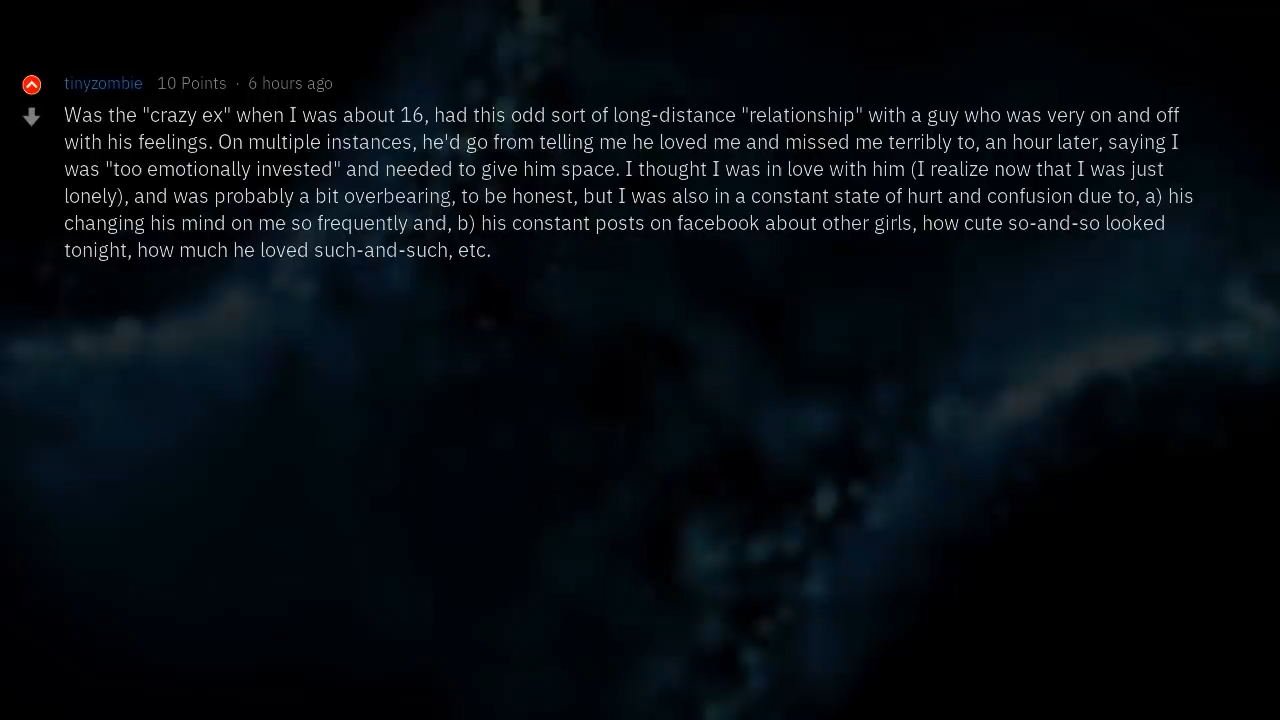 tinyzombie 10 Points · 6 hours ago
Was the "crazy ex" when I was about 16, had this odd sort of long-distance "relationship" with a guy who was very on and off
with his feelings. On multiple instances, he'd go from telling me he loved me and missed me terribly to, an hour later, saying I
was "too emotionally invested" and needed to give him space. I thought I was in love with him (I realize now that I was just
lonely), and was probably a bit overbearing, to be honest, but I was also in a constant state of hurt and confusion due to, a) his
changing his mind on me so frequently and, b) his constant posts on facebook about other girls, how cute so-and-so looked
tonight, how much he loved such-and-such, etc.